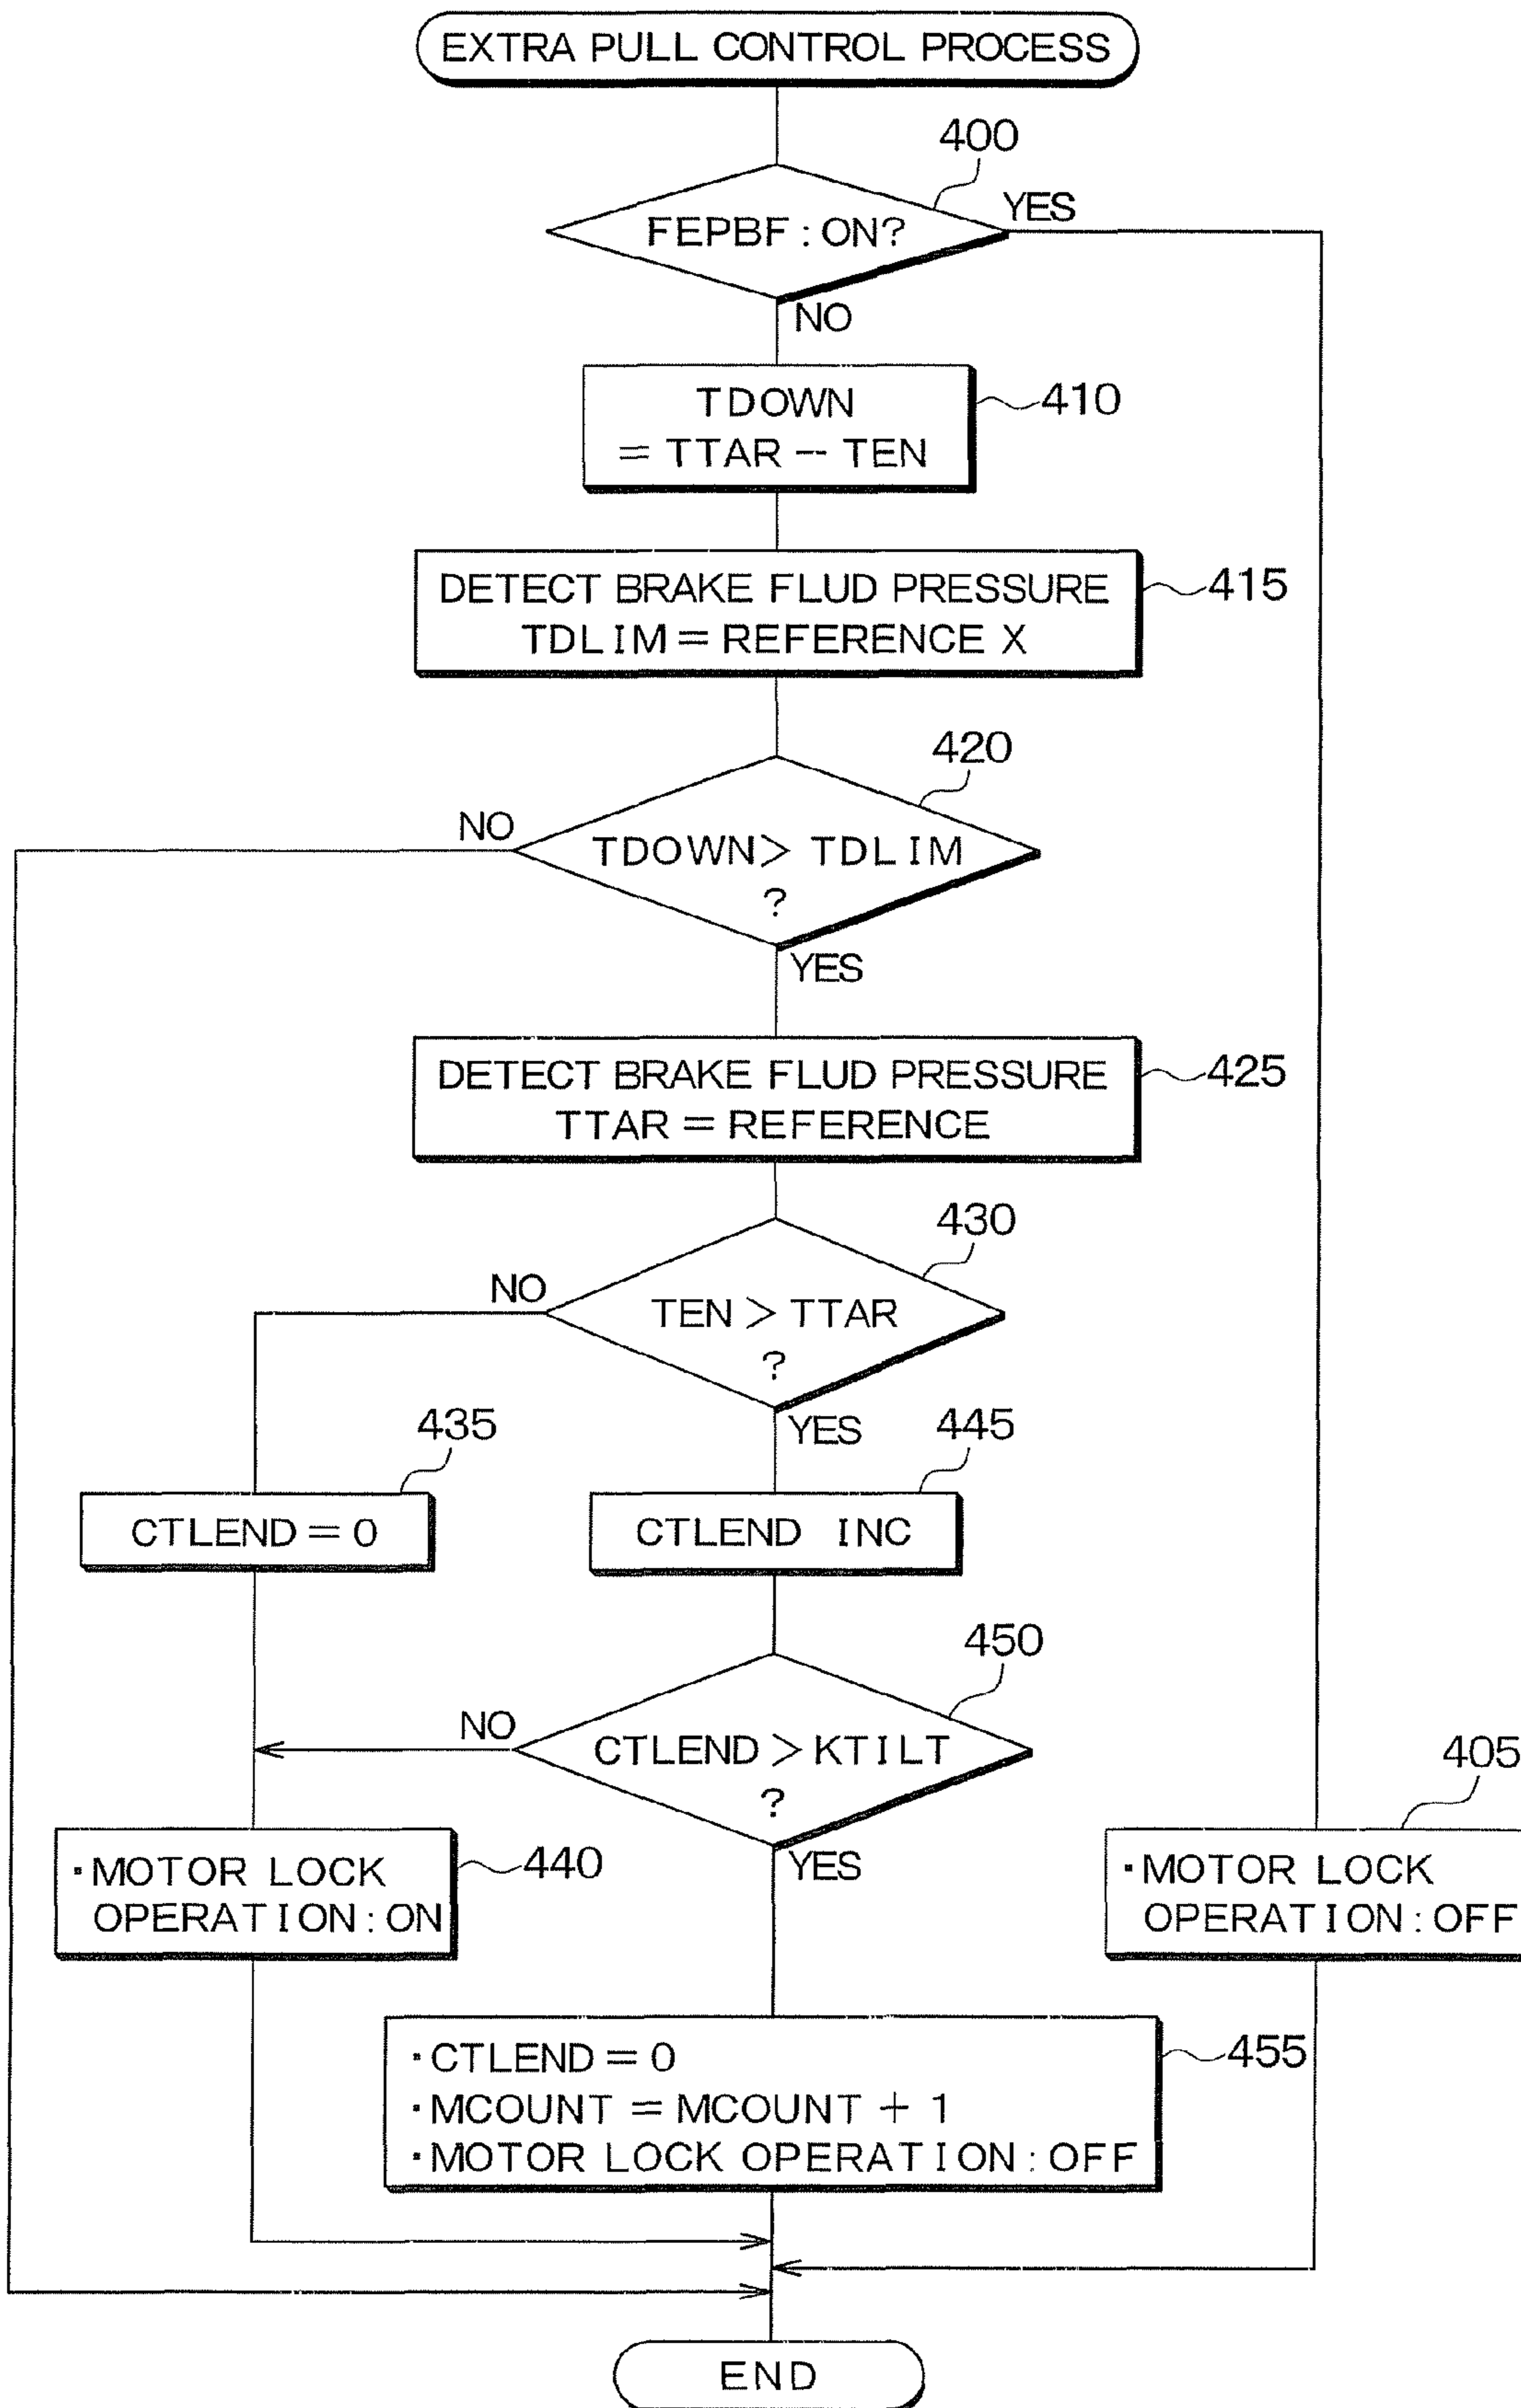 EXTRA PULL CONTROL PROCESS
400
FEPBF : ON?
YES
NO
TDOWN
= TTAR – TEN
410
DETECT BRAKE FLUD PRESSURE
TDLIM = REFERENCE X
415
420
TDOWN > TDLIM
?
NO
YES
DETECT BRAKE FLUD PRESSURE
TTAR = REFERENCE
425
430
TEN > TTAR
?
NO
YES
435
CTLEND = 0
445
CTLEND INC
450
CTLEND > KTILT
?
NO
YES
405
· MOTOR LOCK
OPERATION : ON
440
· MOTOR LOCK
OPERATION : OFF
· CTLEND = 0
· MCOUNT = MCOUNT + 1
· MOTOR LOCK OPERATION : OFF
455
END